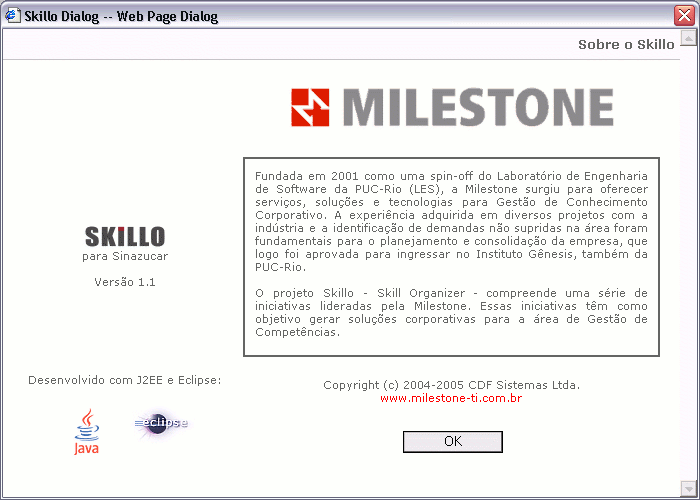 Skillo Dialog -- Web Page Dialog
Sobre o Skillo
MILESTONE
Fundada em 2001 como uma spin-off do Laboratório de Engenharia
de Software da PUC-Rio (LES), a Milestone surgiu para oferecer
serviços, soluções e tecnologias para Gestão de Conhecimento
Corporativo. A experiência adquirida em diversos projetos com a
indústria e a identificação de demandas não supridas na área foram
fundamentais para o planejamento e consolidação da empresa, que
logo foi aprovada para ingressar no Instituto Gênesis, também da
PUC-Rio.
O projeto Skillo - Skill Organizer - compreende uma série de
iniciativas lideradas pela Milestone. Essas iniciativas têm como
objetivo gerar soluções corporativas para a área de Gestão de
Competências.
SKILLO
para Sinazucar
Versão 1.1
Desenvolvido com J2EE e Eclipse:
Java
eclipse
Copyright (c) 2004-2005 CDF Sistemas Ltda.
www.milestone-ti.com.br
OK